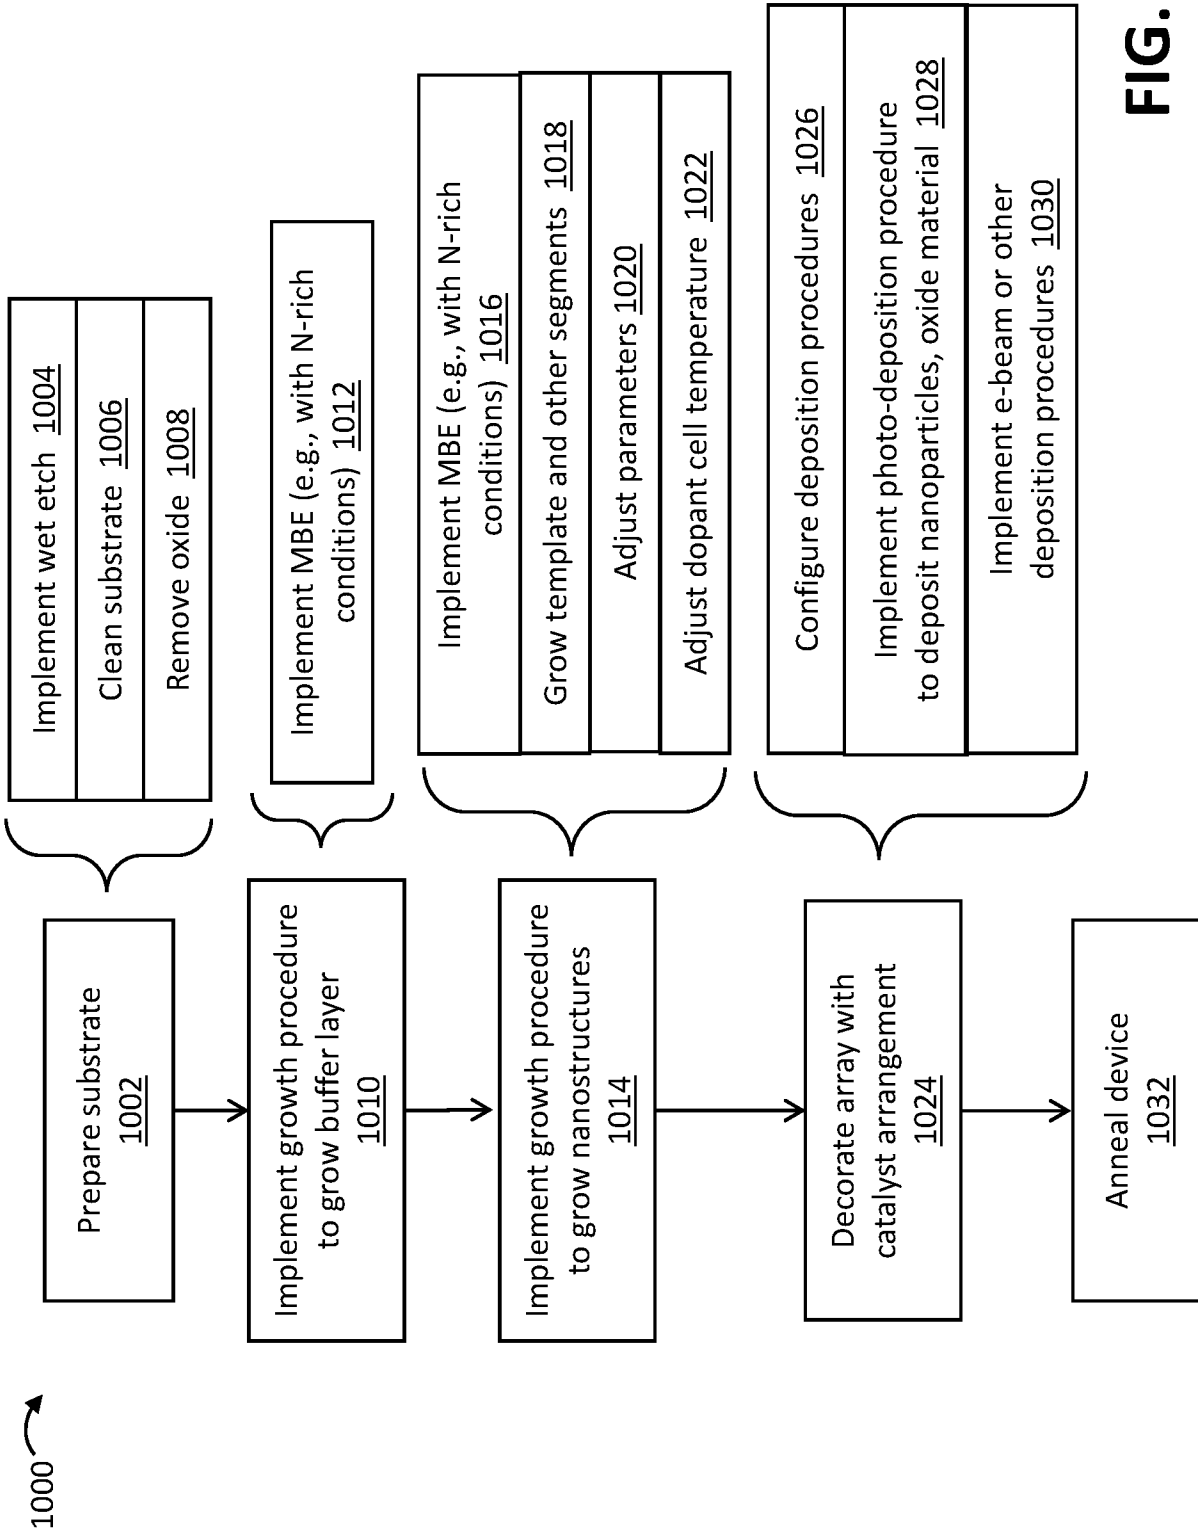 1000
Prepare substrate
1002
Implement wet etch 1004
Clean substrate 1006
Remove oxide 1008
Implement growth procedure
to grow buffer layer
1010
Implement MBE (e.g., with N-rich
conditions) 1012
Implement growth procedure
to grow nanostructures
1014
Implement MBE (e.g., with N-rich
conditions) 1016
Grow template and other segments 1018
Adjust parameters 1020
Adjust dopant cell temperature 1022
Decorate array with
catalyst arrangement
1024
Configure deposition procedures 1026
Implement photo-deposition procedure
to deposit nanoparticles, oxide material 1028
Implement e-beam or other
deposition procedures 1030
Anneal device
1032
FIG.